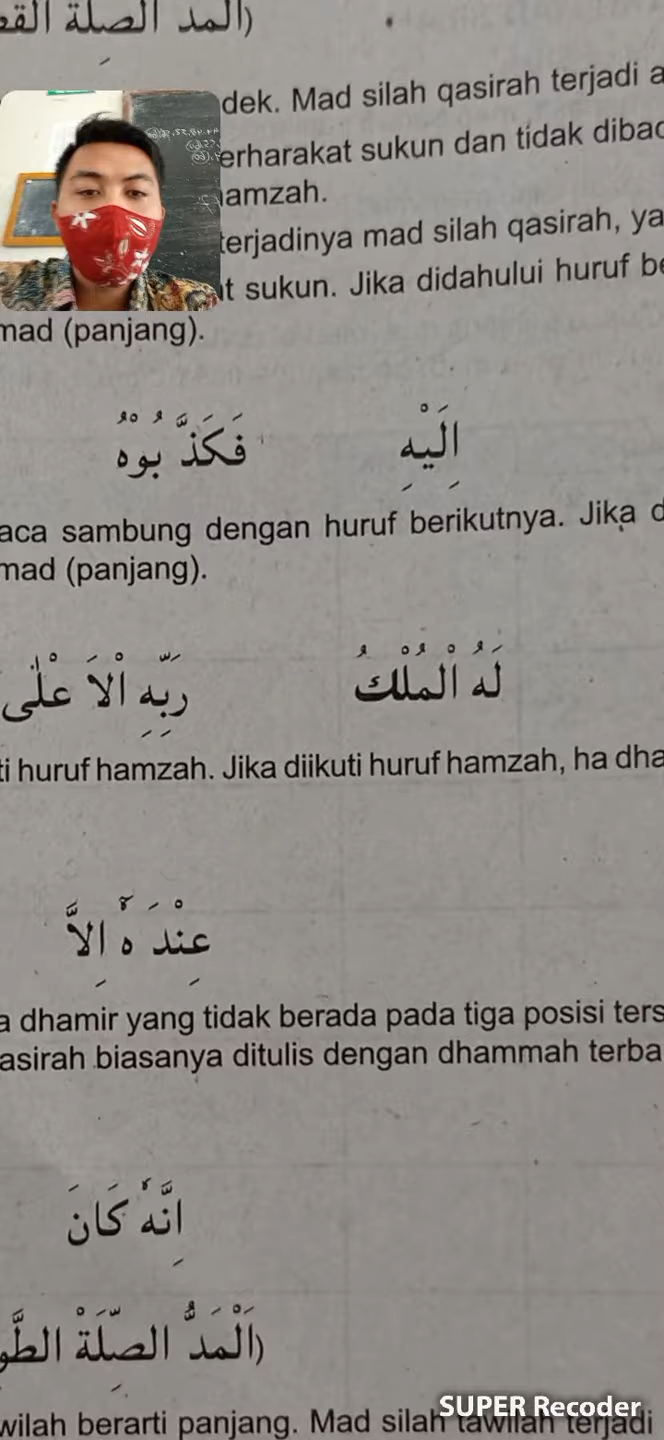 (المد الصلة
dek. Mad silah qasirah terjadi a
erharakat sukun dan tidak dibac
hamzah.
terjadinya mad silah qasirah, ya
t sukun. Jika didahului huruf be
mad (panjang).
اِلَيْهِ فَكَذَّ بُوْهُ
aca sambung dengan huruf berikutnya. Jika d
mad (panjang).
لَهُ الْمُلْكُ رَبِّهِ الْاَ عْلٰى
ti huruf hamzah. Jika diikuti huruf hamzah, ha dha
عِنْدَ هٗٓ اِلاَّ
a dhamir yang tidak berada pada tiga posisi ters
asirah biasanya ditulis dengan dhammah terba
اِنَّهٗ كَانَ
(اَلْمَدُّ الصِّلَةْ الطَّو
wilah berarti panjang. Mad silah tawilah terjadi
SUPER Recoder